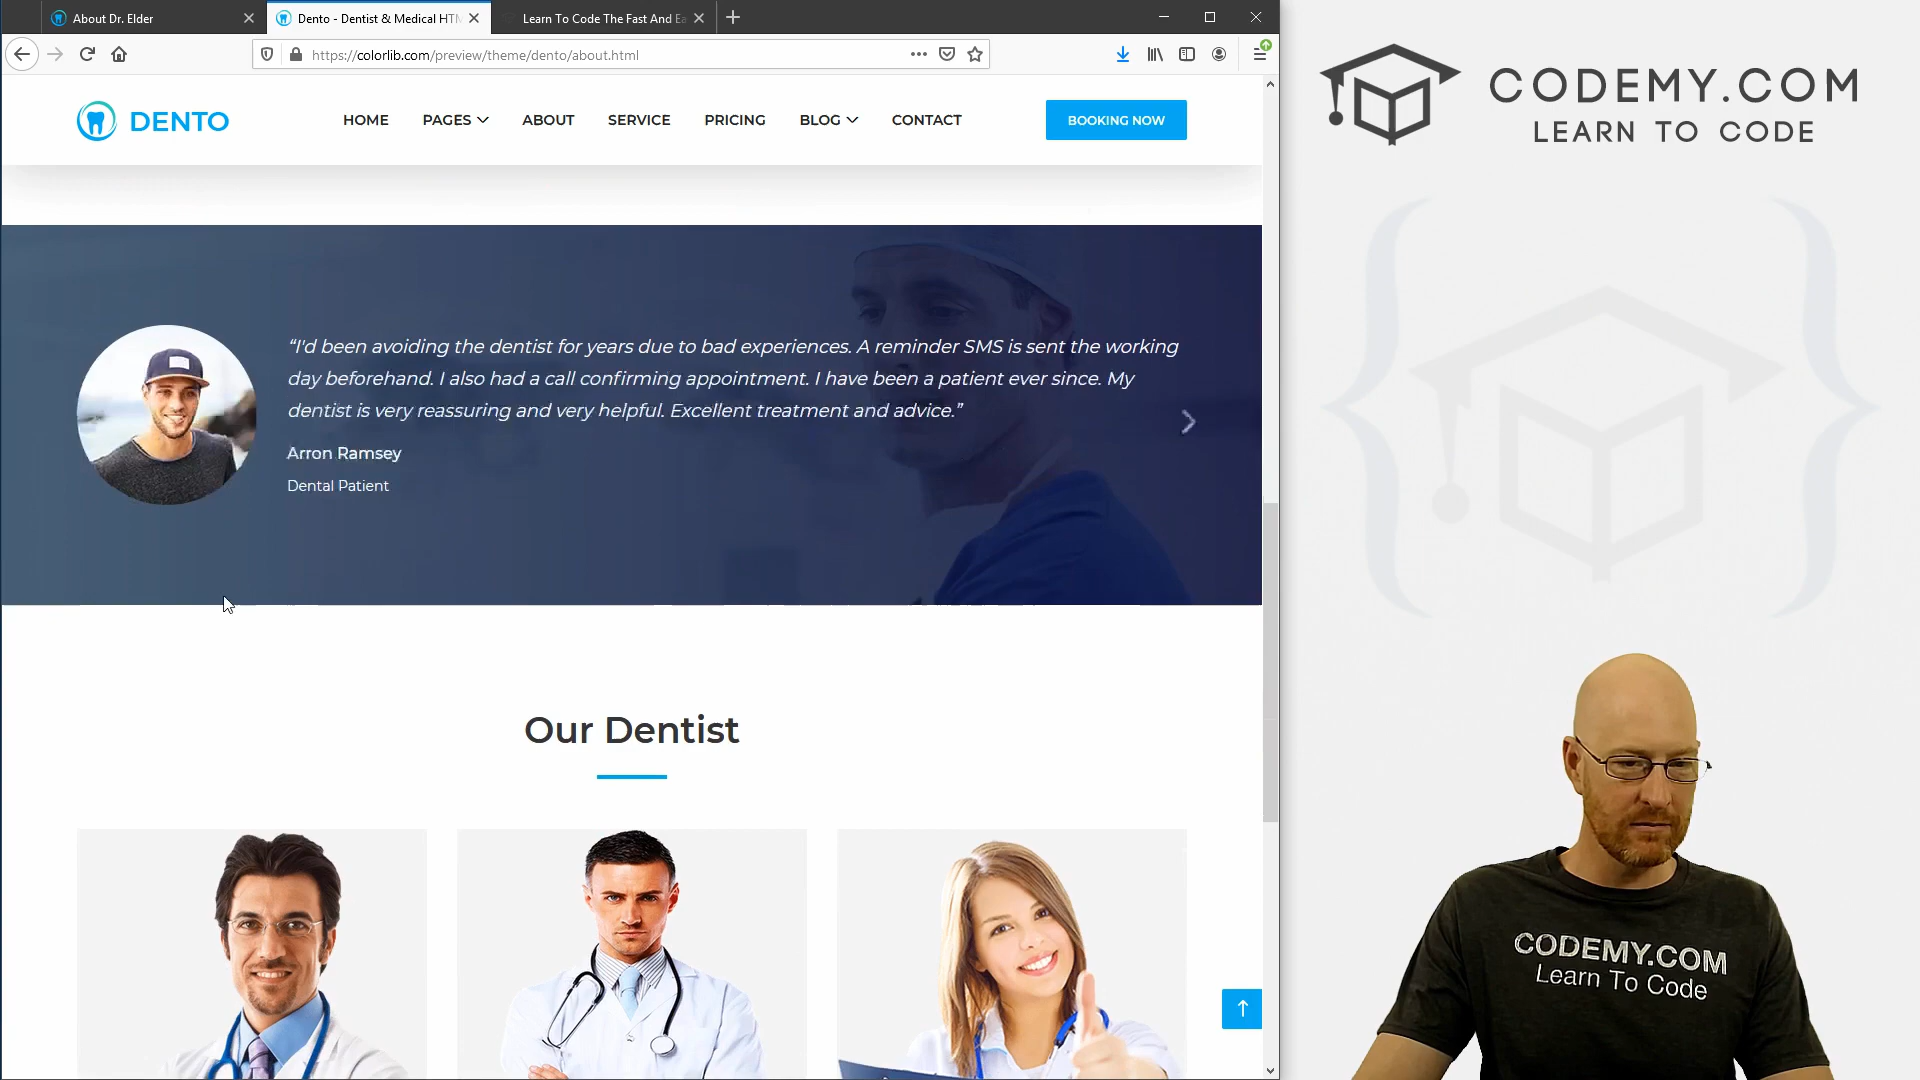 About Dr. Elder
Dento - Dentist & Medical HTM
Learn To Code The Fast And Ea
https://colorlib.com/preview/theme/dento/about.html
DENTO
HOME
PAGES
ABOUT
SERVICE
PRICING
BLOG
CONTACT
BOOKING NOW
“I'd been avoiding the dentist for years due to bad experiences. A reminder SMS is sent the working
day beforehand. I also had a call confirming appointment. I have been a patient ever since. My
dentist is very reassuring and very helpful. Excellent treatment and advice.”
Arron Ramsey
Dental Patient
Our Dentist
CODEMY.COM
LEARN TO CODE
CODEMY.COM
Learn To Code